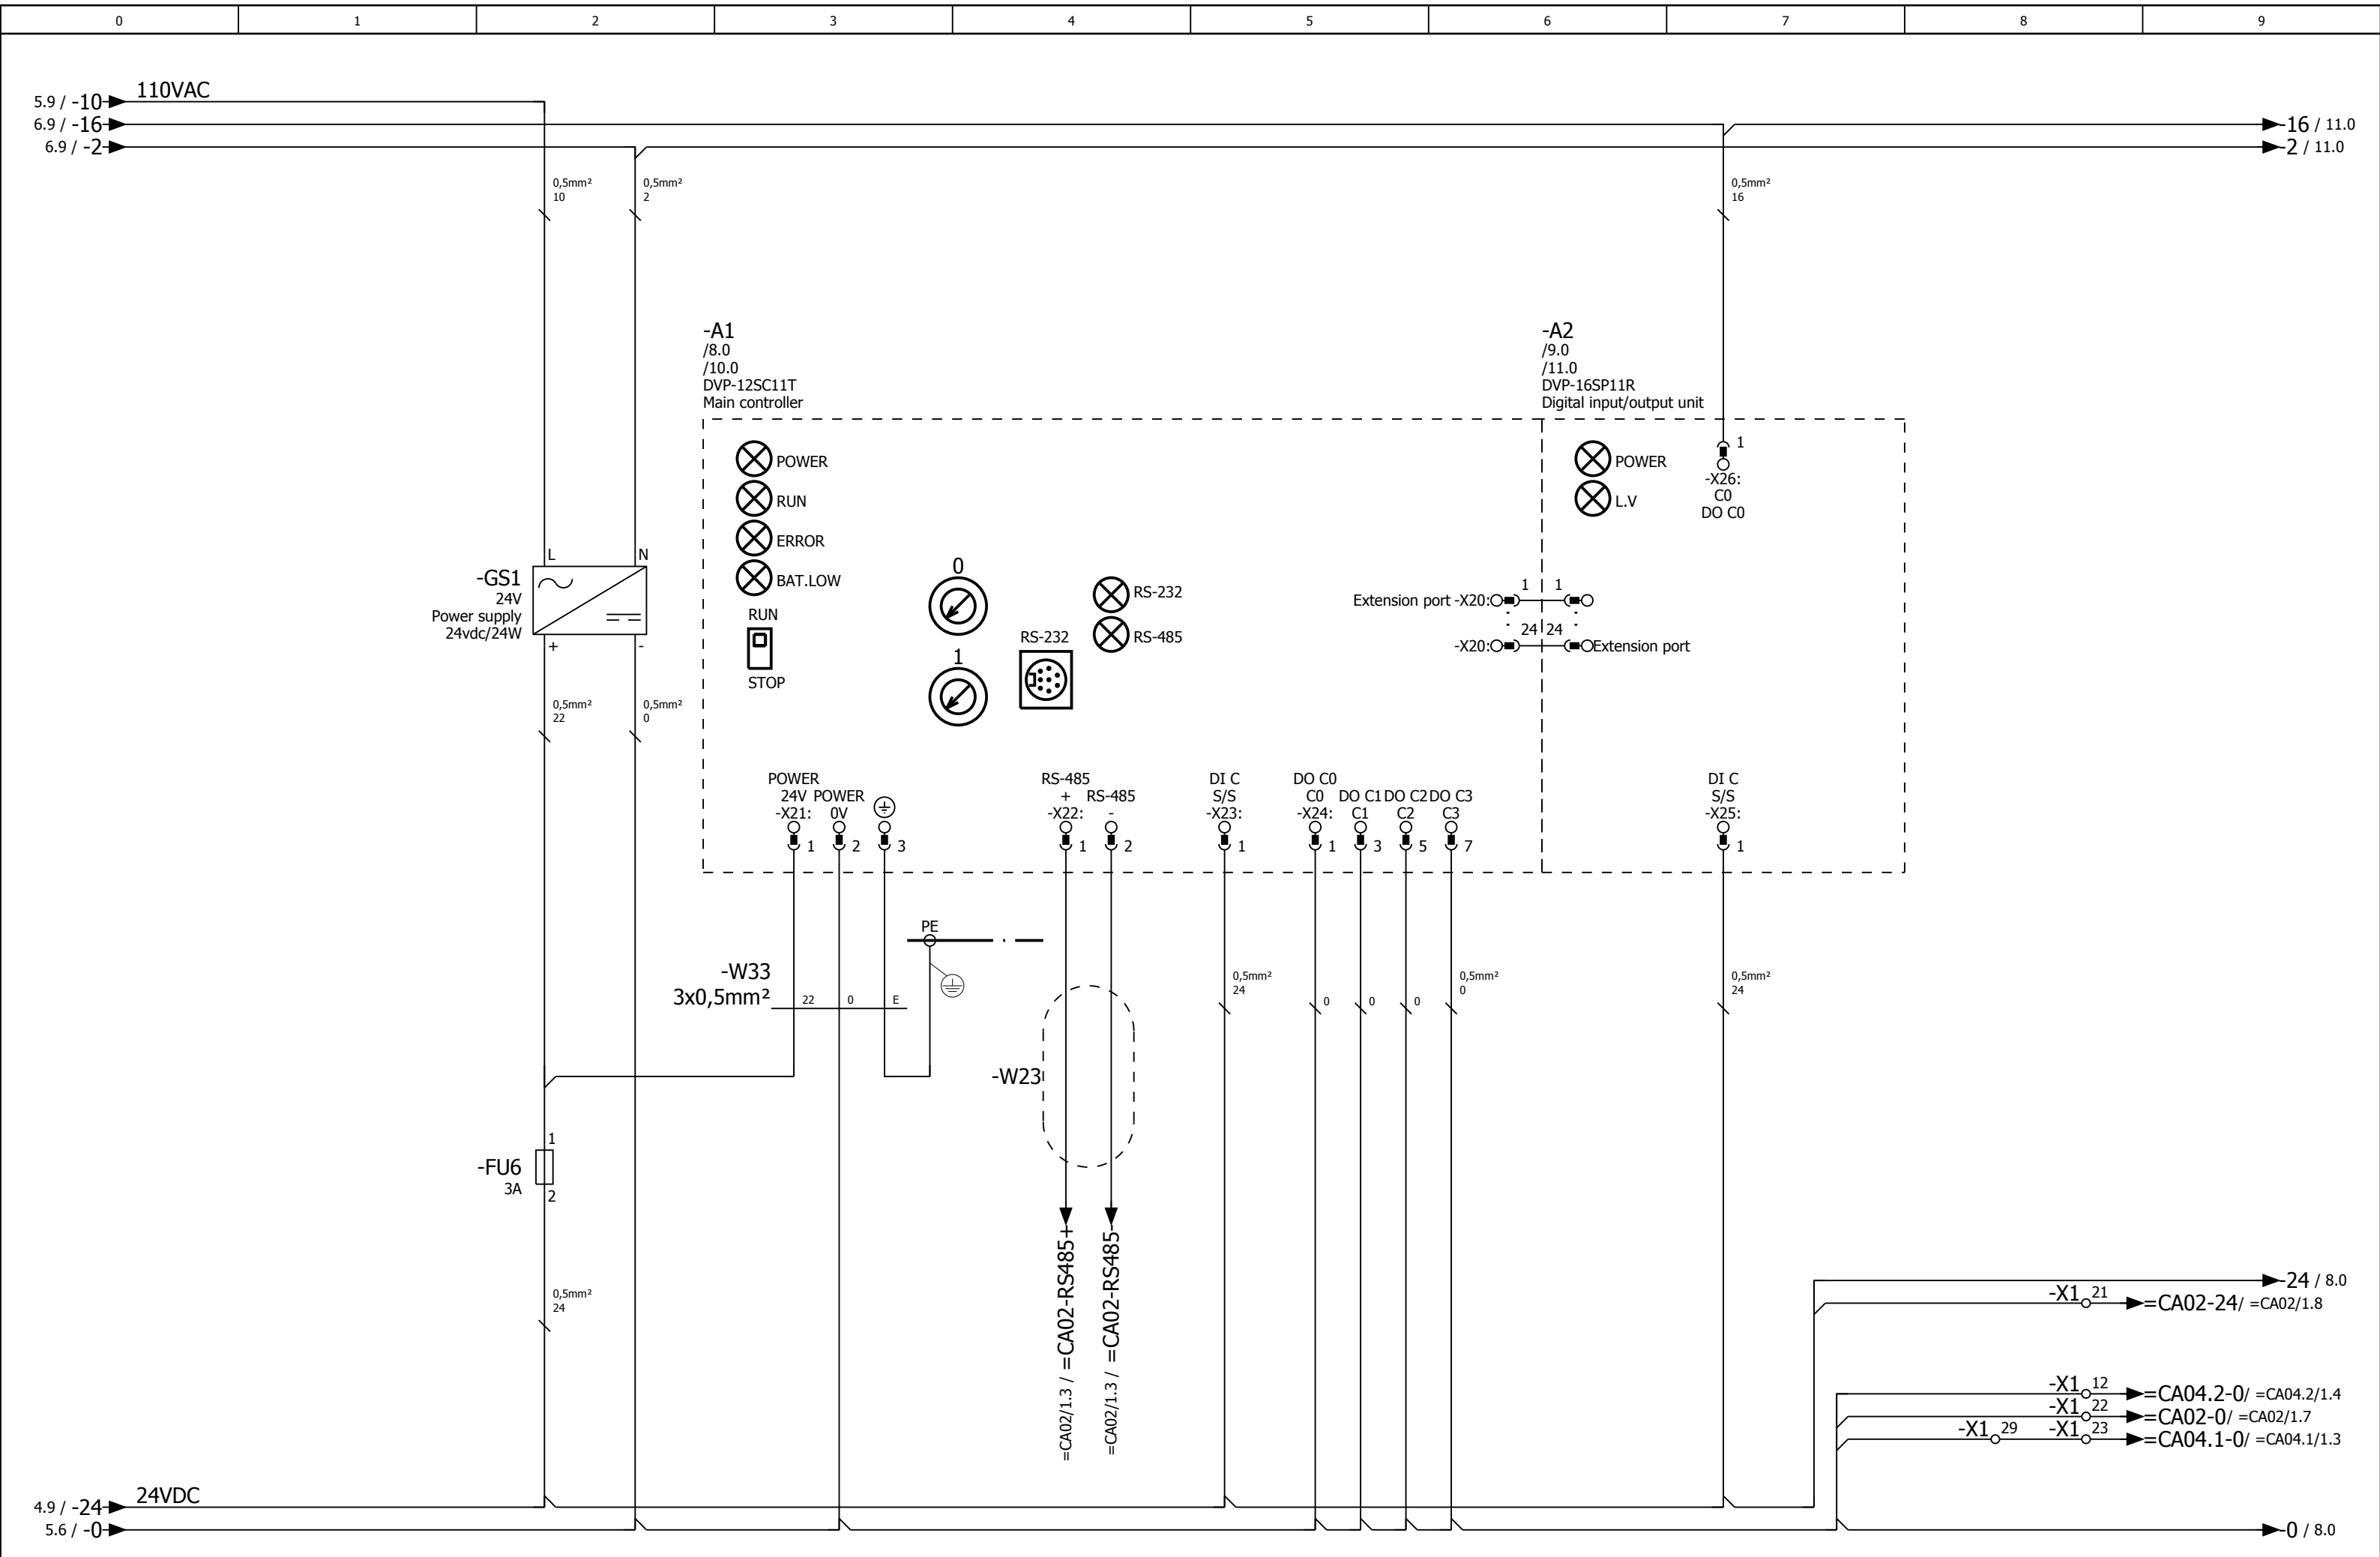 0 1 2 3 4 5 6 7 8 9
5.9 / -10 110VAC
6.9 / -16
6.9 / -2
-16 / 11.0
-2 / 11.0
0,5mm²
10
0,5mm²
2
0,5mm²
16
-A1
/8.0
/10.0
DVP-12SC11T
Main controller
-A2
/9.0
/11.0
DVP-16SP11R
Digital input/output unit
POWER
RUN
ERROR
BAT.LOW
RUN
STOP
0
1
RS-232
RS-232
RS-485
POWER
L.V
1
-X26:
C0
DO C0
Extension port -X20: 1 1
-X20: 24 24 Extension port
L N
-GS1
24V
Power supply
24vdc/24W
+ -
0,5mm²
22
0,5mm²
0
POWER
24V
-X21:
1
POWER
0V
2
3
RS-485
+
-X22:
1
RS-485
-
2
DI C
S/S
-X23:
1
DO C0
C0
-X24:
1
DO C1
C1
3
DO C2
C2
5
DO C3
C3
7
DI C
S/S
-X25:
1
PE
-W33
3x0,5mm²
22 0 E
-W23
0,5mm²
24
0
0
0
0,5mm²
0
0,5mm²
24
-FU6
3A
1
2
0,5mm²
24
=CA02/1.3 / =CA02-RS485+
=CA02/1.3 / =CA02-RS485-
-24 / 8.0
-X1 21 =CA02-24/ =CA02/1.8
-X1 12 =CA04.2-0/ =CA04.2/1.4
-X1 22 =CA02-0/ =CA02/1.7
-X1 29 -X1 23 =CA04.1-0/ =CA04.1/1.3
4.9 / -24 24VDC
5.6 / -0
-0 / 8.0